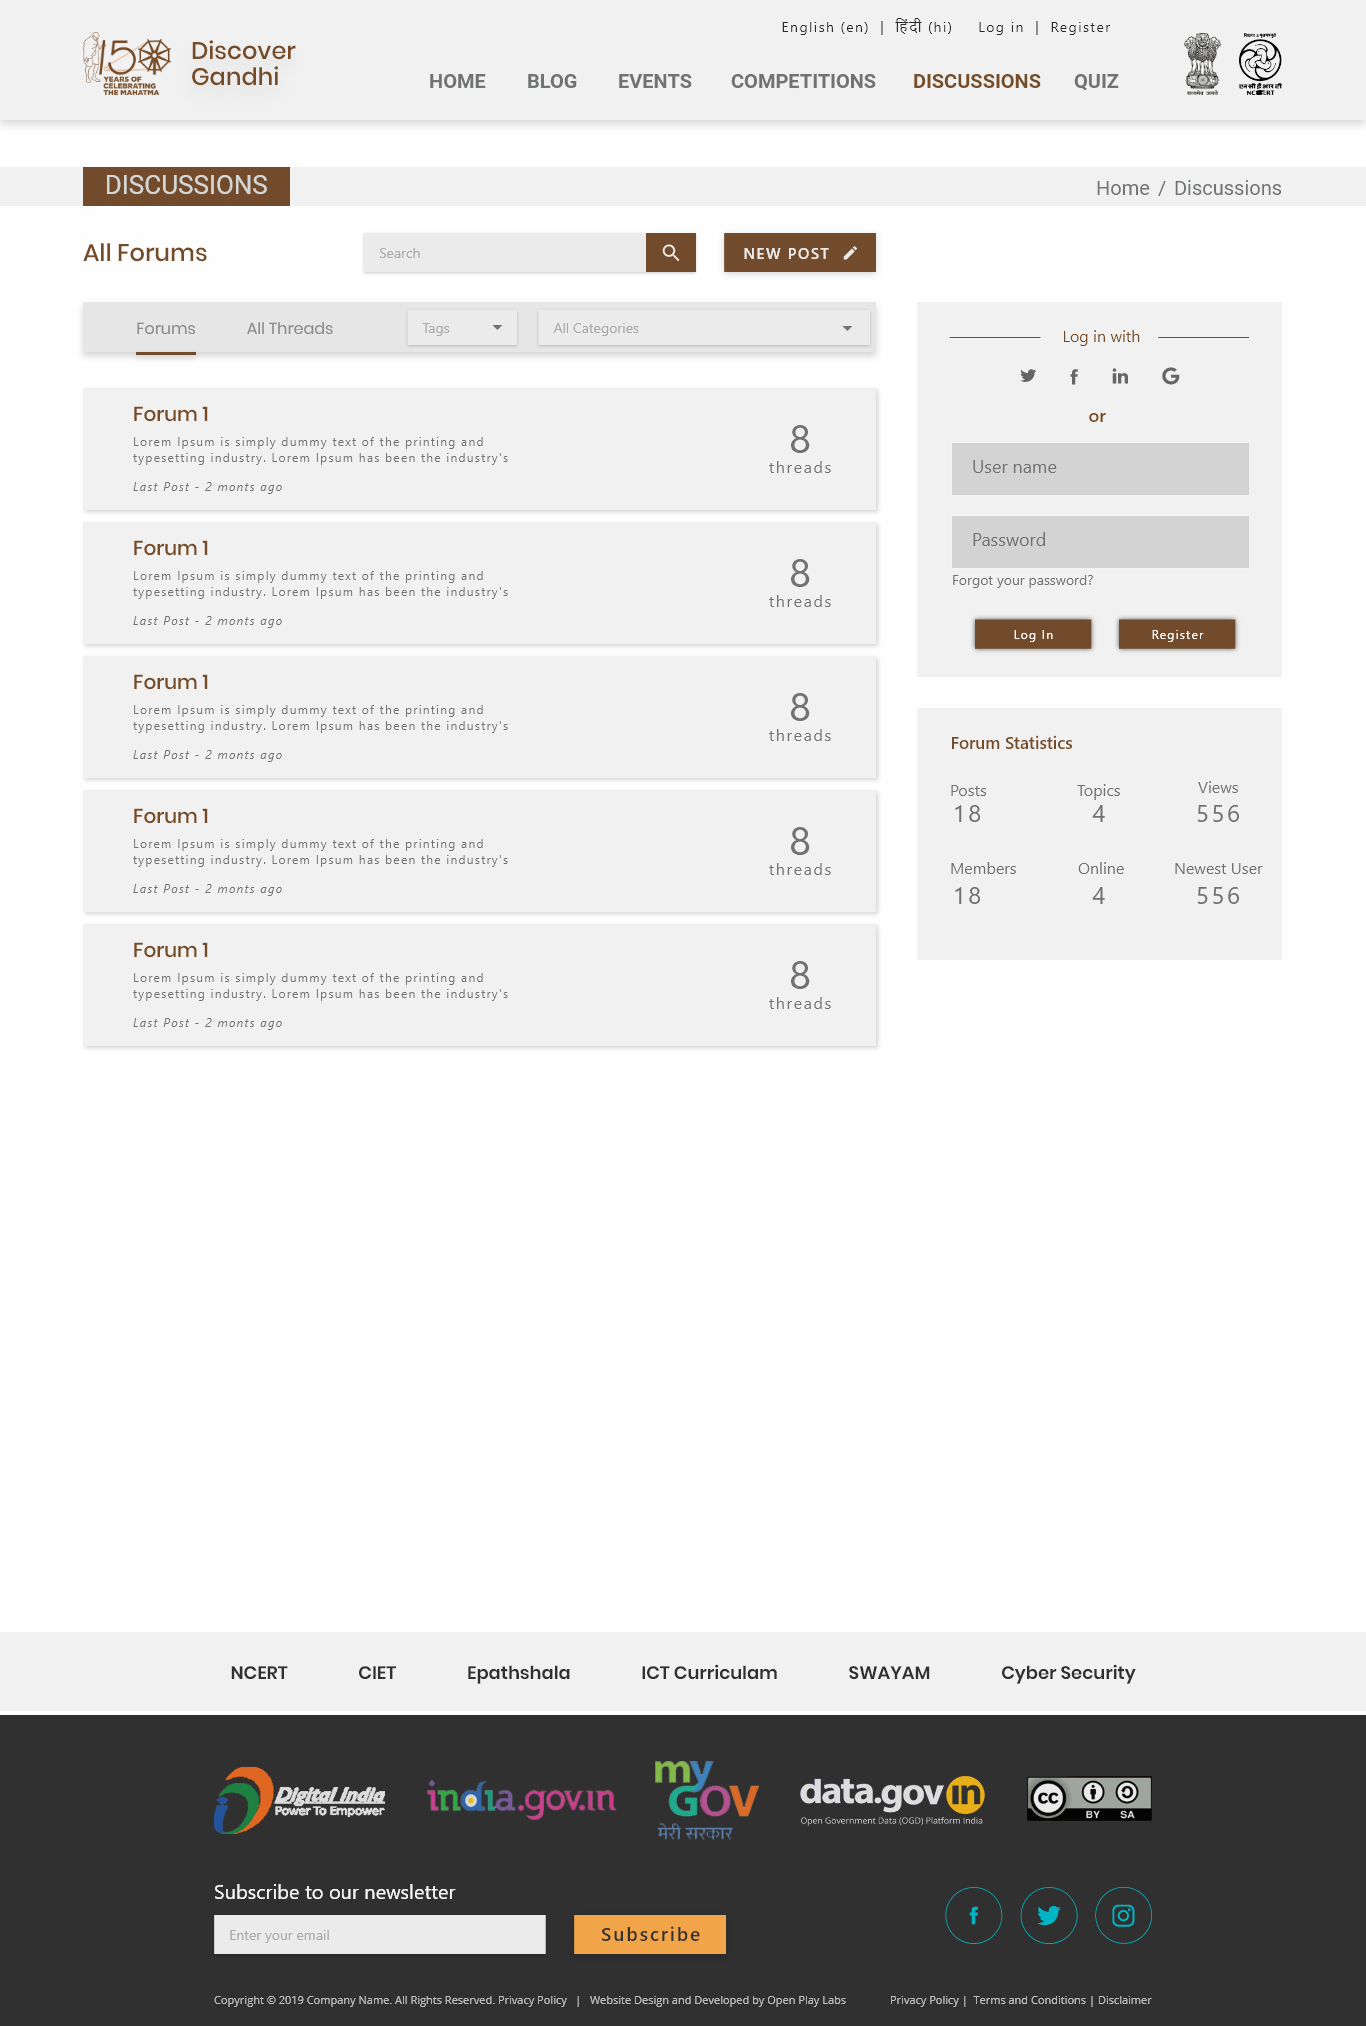 English (en) | हिंदी (hi) Log in | Register
150
YEARS OF
CELEBRATING
THE MAHATMA
Discover
Gandhi
HOME BLOG EVENTS COMPETITIONS DISCUSSIONS QUIZ
सत्यमेव जयते
एन सी ई आर टी
NCERT
DISCUSSIONS
Home / Discussions
All Forums
Search
NEW POST
Forums All Threads Tags All Categories
Forum 1
Lorem Ipsum is simply dummy text of the printing and
typesetting industry. Lorem Ipsum has been the industry's
Last Post - 2 monts ago
8
threads
Forum 1
Lorem Ipsum is simply dummy text of the printing and
typesetting industry. Lorem Ipsum has been the industry's
Last Post - 2 monts ago
8
threads
Forum 1
Lorem Ipsum is simply dummy text of the printing and
typesetting industry. Lorem Ipsum has been the industry's
Last Post - 2 monts ago
8
threads
Forum 1
Lorem Ipsum is simply dummy text of the printing and
typesetting industry. Lorem Ipsum has been the industry's
Last Post - 2 monts ago
8
threads
Forum 1
Lorem Ipsum is simply dummy text of the printing and
typesetting industry. Lorem Ipsum has been the industry's
Last Post - 2 monts ago
8
threads
Log in with
or
User name
Password
Forgot your password?
Log In Register
Forum Statistics
Posts Topics Views
18 4 556
Members Online Newest User
18 4 556
NCERT CIET Epathshala ICT Curriculam SWAYAM Cyber Security
Digital India
Power To Empower
india.gov.in
my
GOV
मेरी सरकार
data.gov in
Open Government Data (OGD) Platform India
cc
BY SA
Subscribe to our newsletter
Enter your email
Subscribe
Copyright © 2019 Company Name. All Rights Reserved. Privacy Policy | Website Design and Developed by Open Play Labs Privacy Policy | Terms and Conditions | Disclaimer